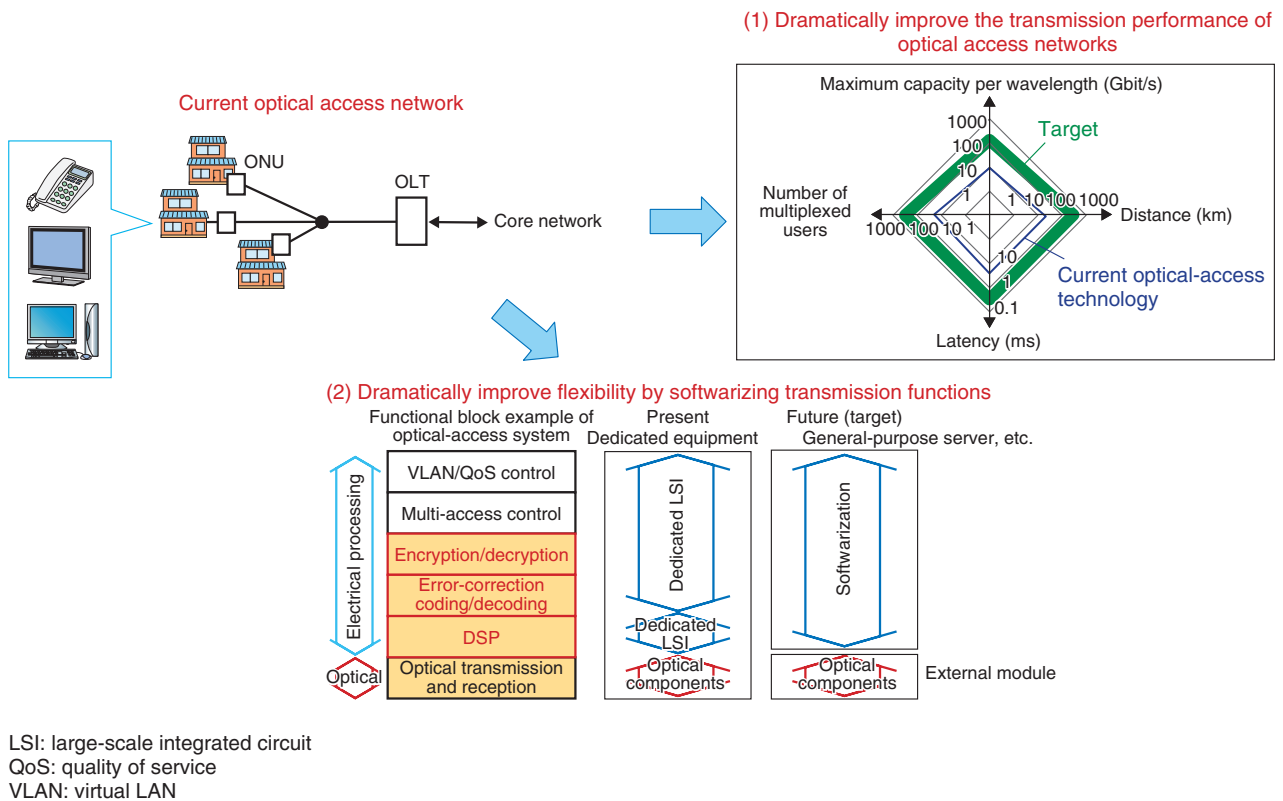 (1) Dramatically improve the transmission performance of
optical access networks
Current optical access network
ONU
OLT
Core network
Maximum capacity per wavelength (Gbit/s)
1000
100
10
1
Target
Number of
multiplexed
users
1000 100 10 1
1 10 100 1000
Distance (km)
10
1
0.1
Current optical-access
technology
Latency (ms)
(2) Dramatically improve flexibility by softwarizing transmission functions
Functional block example of
optical-access system
Present
Dedicated equipment
Future (target)
General-purpose server, etc.
Electrical processing
Optical
VLAN/QoS control
Multi-access control
Encryption/decryption
Error-correction
coding/decoding
DSP
Optical transmission
and reception
Dedicated LSI
Dedicated
LSI
Optical
components
Softwarization
Optical
components
External module
LSI: large-scale integrated circuit
QoS: quality of service
VLAN: virtual LAN